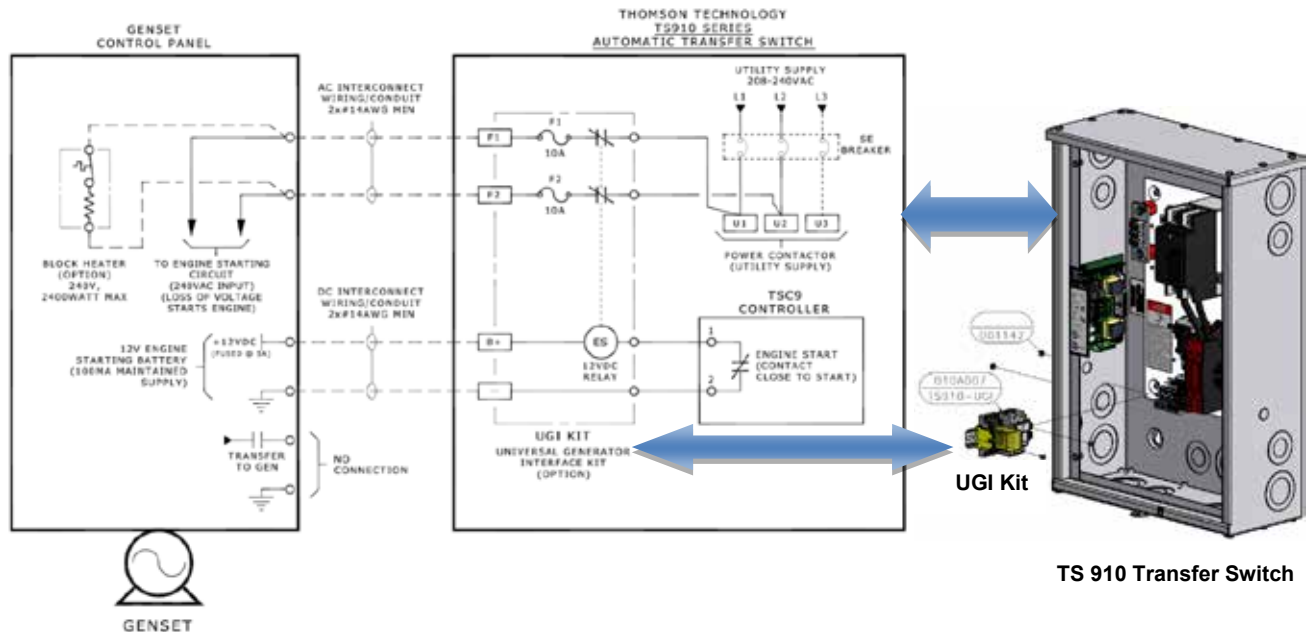 GENSET
CONTROL PANEL
THOMSON TECHNOLOGY
TS910 SERIES
AUTOMATIC TRANSFER SWITCH
AC INTERCONNECT
WIRING/CONDUIT
2x#14AWG MIN
UTILITY SUPPLY
208-240VAC
L1 L2 L3
SE
BREAKER
F1
F1
10A
F2
F2
10A
U1 U2 U3
POWER CONTACTOR
(UTILITY SUPPLY)
BLOCK HEATER
(OPTION)
240V,
2400WATT MAX
TO ENGINE STARTING
CIRCUIT
(240VAC INPUT)
(LOSS OF VOLTAGE
STARTS ENGINE)
DC INTERCONNECT
WIRING/CONDUIT
2x#14AWG MIN
TSC9
CONTROLLER
12V ENGINE
STARTING BATTERY
(100MA MAINTAINED
SUPPLY)
+12VDC
(FUSED @ 5A)
B+
ES
12VDC
RELAY
-
1
2
ENGINE START
(CONTACT
CLOSE TO START)
TRANSFER
TO GEN
NO
CONNECTION
UGI KIT
UNIVERSAL GENERATOR
INTERFACE KIT
(OPTION)
001142
TS910-UGI
UGI Kit
TS 910 Transfer Switch
GENSET